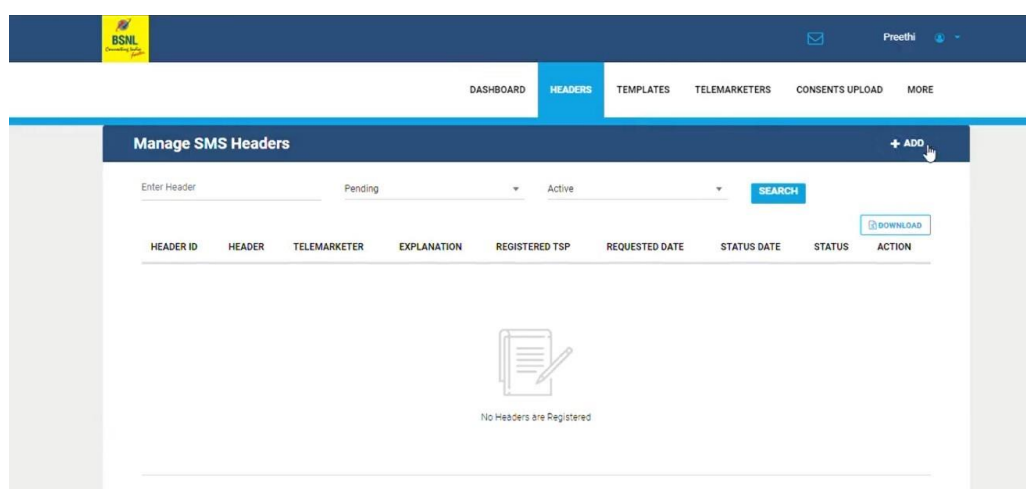 BSNL
Preethi
DASHBOARD HEADERS TEMPLATES TELEMARKETERS CONSENTS UPLOAD MORE
Manage SMS Headers + ADD
Enter Header Pending Active SEARCH
DOWNLOAD
HEADER ID HEADER TELEMARKETER EXPLANATION REGISTERED TSP REQUESTED DATE STATUS DATE STATUS ACTION
No Headers are Registered